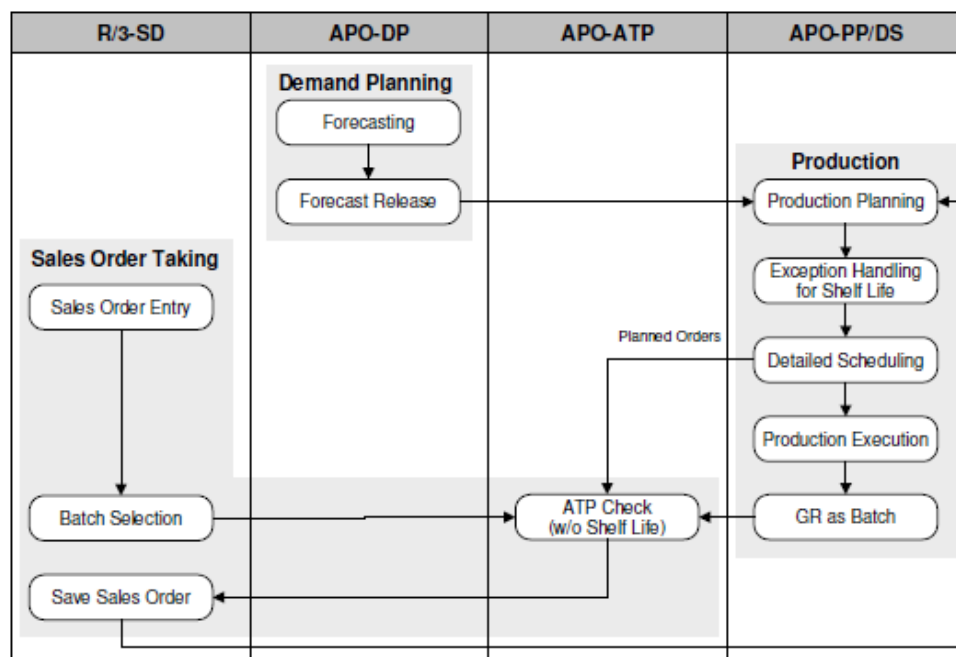 R/3-SD
APO-DP
APO-ATP
APO-PP/DS
Demand Planning
Forecasting
Forecast Release
Production
Production Planning
Exception Handling
for Shelf Life
Detailed Scheduling
Production Execution
GR as Batch
Sales Order Taking
Sales Order Entry
Planned Orders
Batch Selection
ATP Check
(w/o Shelf Life)
Save Sales Order